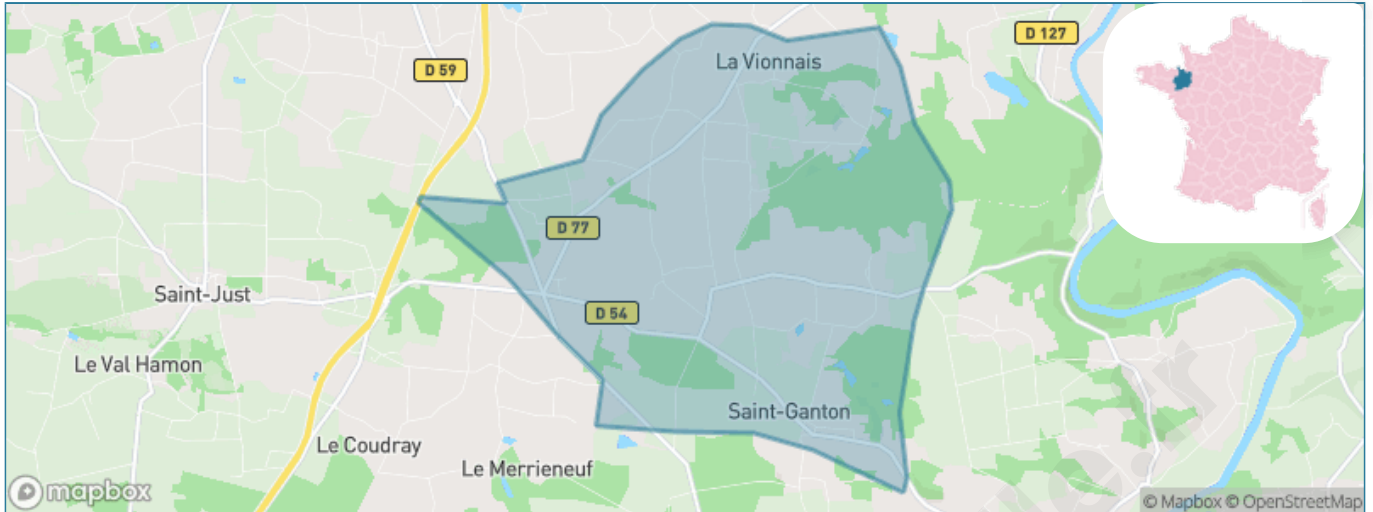 D 127
La Vionnais
D 59
D 77
Saint-Just
D 54
Le Val Hamon
Saint-Ganton
Le Coudray
Le Merrieneuf
mapbox
© Mapbox © OpenStreetMap